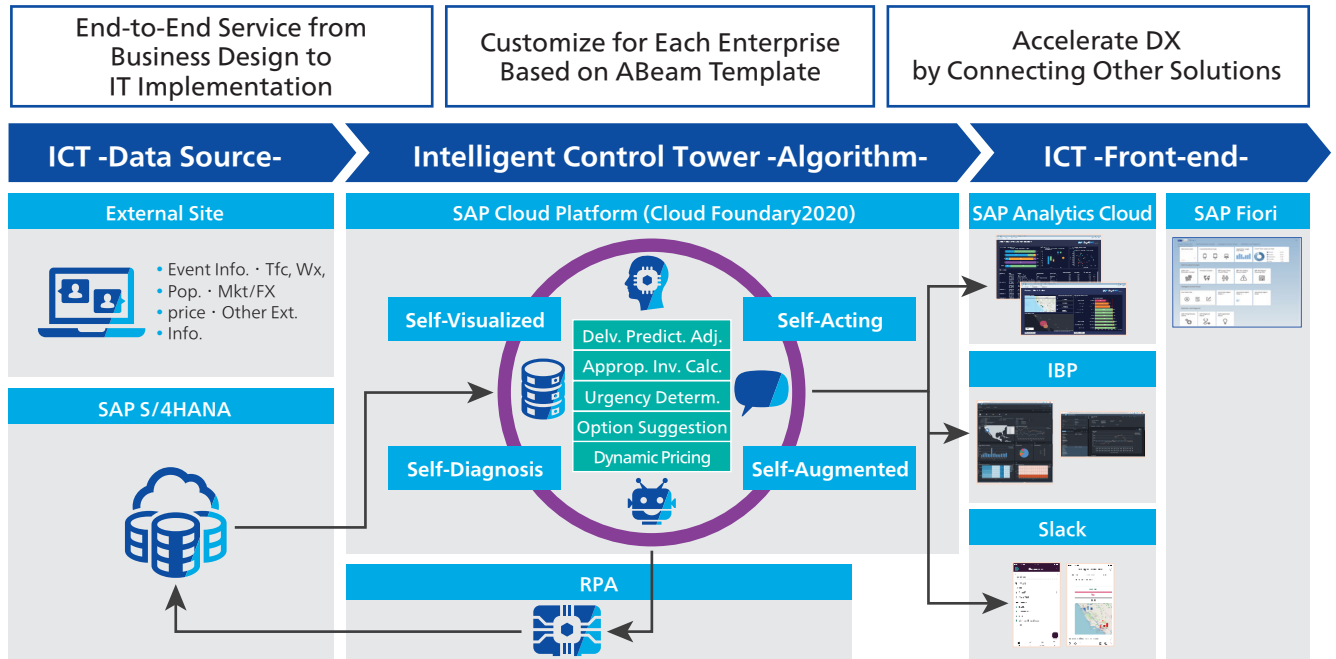 End-to-End Service from
Business Design to
IT Implementation
Customize for Each Enterprise
Based on ABeam Template
Accelerate DX
by Connecting Other Solutions
ICT -Data Source-
Intelligent Control Tower -Algorithm-
ICT -Front-end-
External Site
• Event Info. · Tfc, Wx,
• Pop. · Mkt/FX
• price · Other Ext.
• Info.
SAP S/4HANA
SAP Cloud Platform (Cloud Foundary2020)
Self-Visualized
Self-Acting
Delv. Predict. Adj.
Approp. Inv. Calc.
Urgency Determ.
Option Suggestion
Dynamic Pricing
Self-Diagnosis
Self-Augmented
RPA
SAP Analytics Cloud
SAP Fiori
IBP
Slack